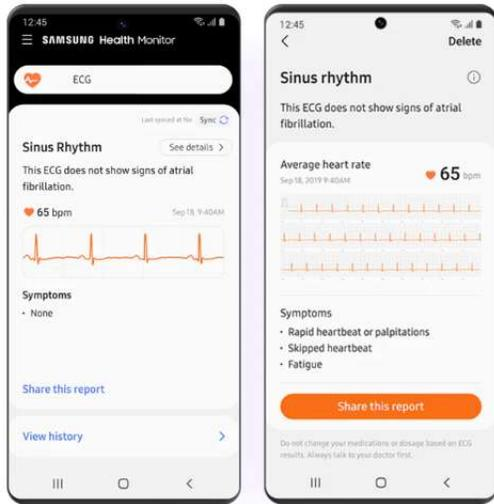 12:45
SAMSUNG Health Monitor
ECG
Last synced at No Sync
Sinus Rhythm
See details >
This ECG does not show signs of atrial
fibrillation.
65 bpm
Sep 18, 9:40AM
Symptoms
• None
Share this report
View history >
12:45
< Delete
Sinus rhythm
This ECG does not show signs of atrial
fibrillation.
Average heart rate
Sep 18, 2019 9:40AM
65 bpm
Symptoms
• Rapid heartbeat or palpitations
• Skipped heartbeat
• Fatigue
Share this report
Do not change your medications or dosage based on ECG
results. Always talk to your doctor first.